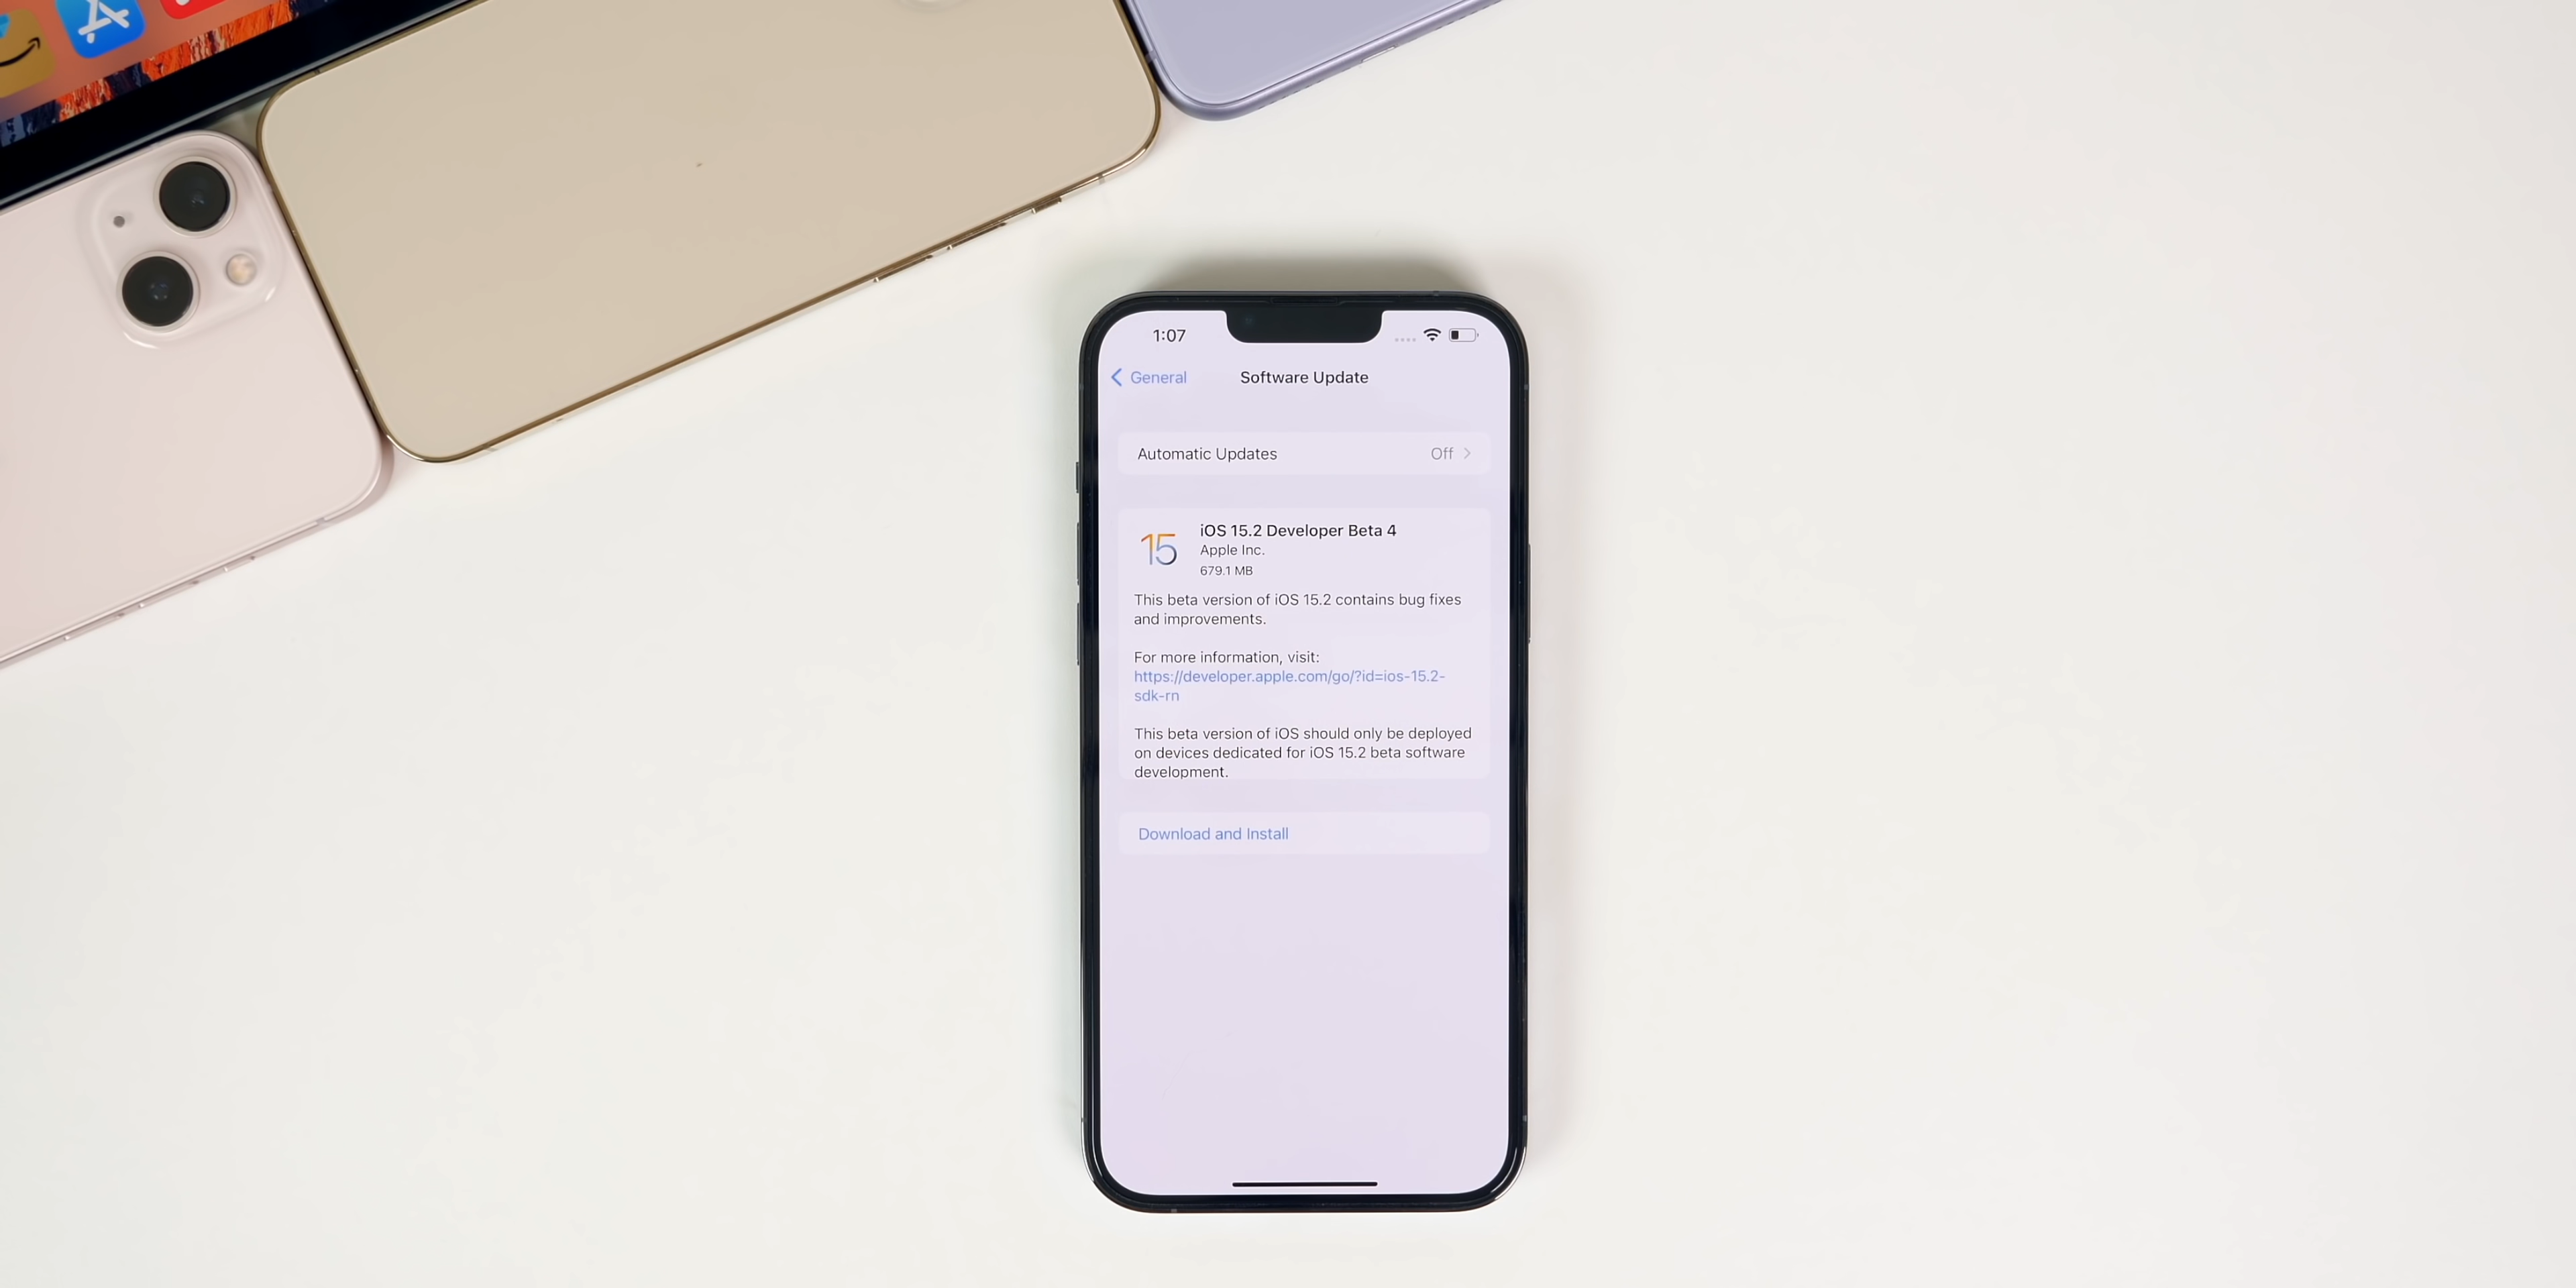 1:07
General
Software Update
Automatic Updates Off
15
iOS 15.2 Developer Beta 4
Apple Inc.
679.1 MB
This beta version of iOS 15.2 contains bug fixes
and improvements.
For more information, visit:
https://developer.apple.com/go/?id=ios-15.2-
sdk-rn
This beta version of iOS should only be deployed
on devices dedicated for iOS 15.2 beta software
development.
Download and Install